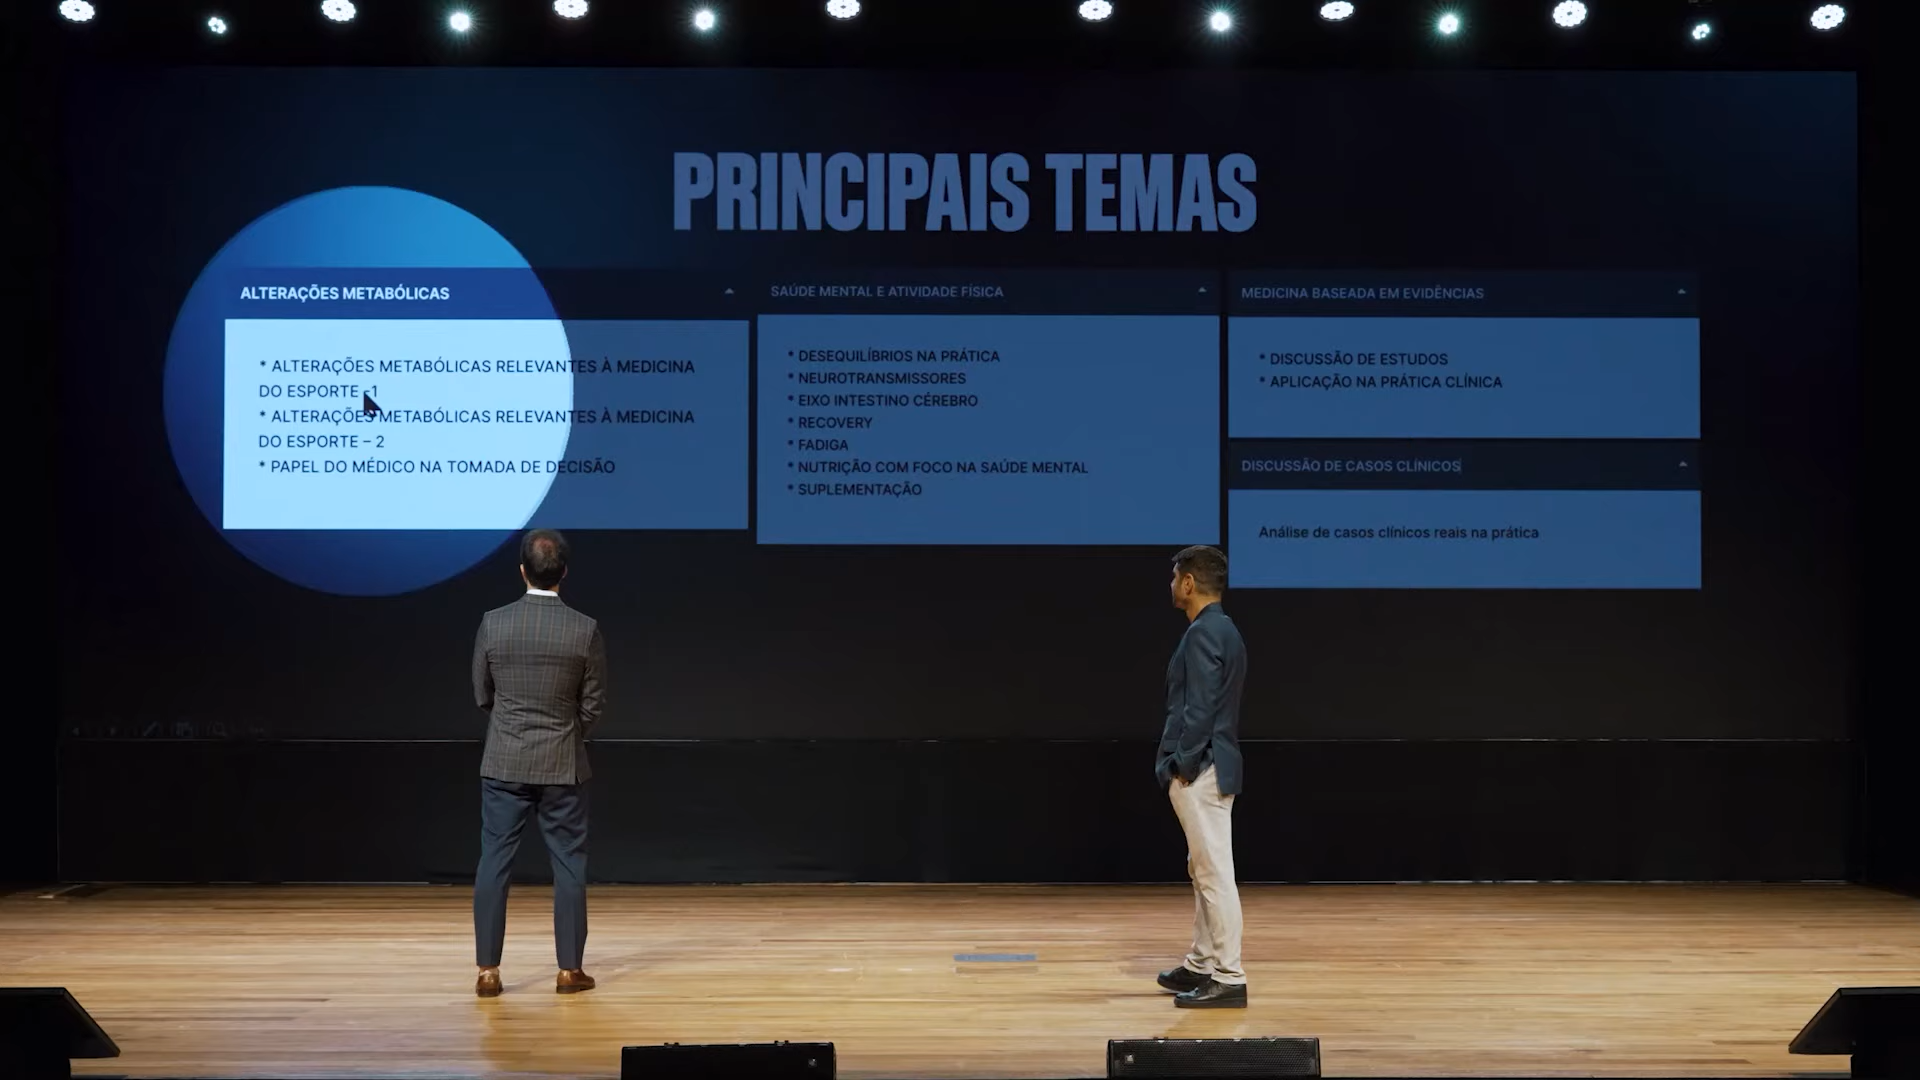 PRINCIPAIS TEMAS
ALTERAÇÕES METABÓLICAS
* ALTERAÇÕES METABÓLICAS RELEVANTES À MEDICINA
DO ESPORTE -1
* ALTERAÇÕES METABÓLICAS RELEVANTES À MEDICINA
DO ESPORTE – 2
* PAPEL DO MÉDICO NA TOMADA DE DECISÃO
SAÚDE MENTAL E ATIVIDADE FÍSICA
* DESEQUILÍBRIOS NA PRÁTICA
* NEUROTRANSMISSORES
* EIXO INTESTINO CÉREBRO
* RECOVERY
* FADIGA
* NUTRIÇÃO COM FOCO NA SAÚDE MENTAL
* SUPLEMENTAÇÃO
MEDICINA BASEADA EM EVIDÊNCIAS
* DISCUSSÃO DE ESTUDOS
* APLICAÇÃO NA PRÁTICA CLÍNICA
DISCUSSÃO DE CASOS CLÍNICOS
Análise de casos clínicos reais na prática